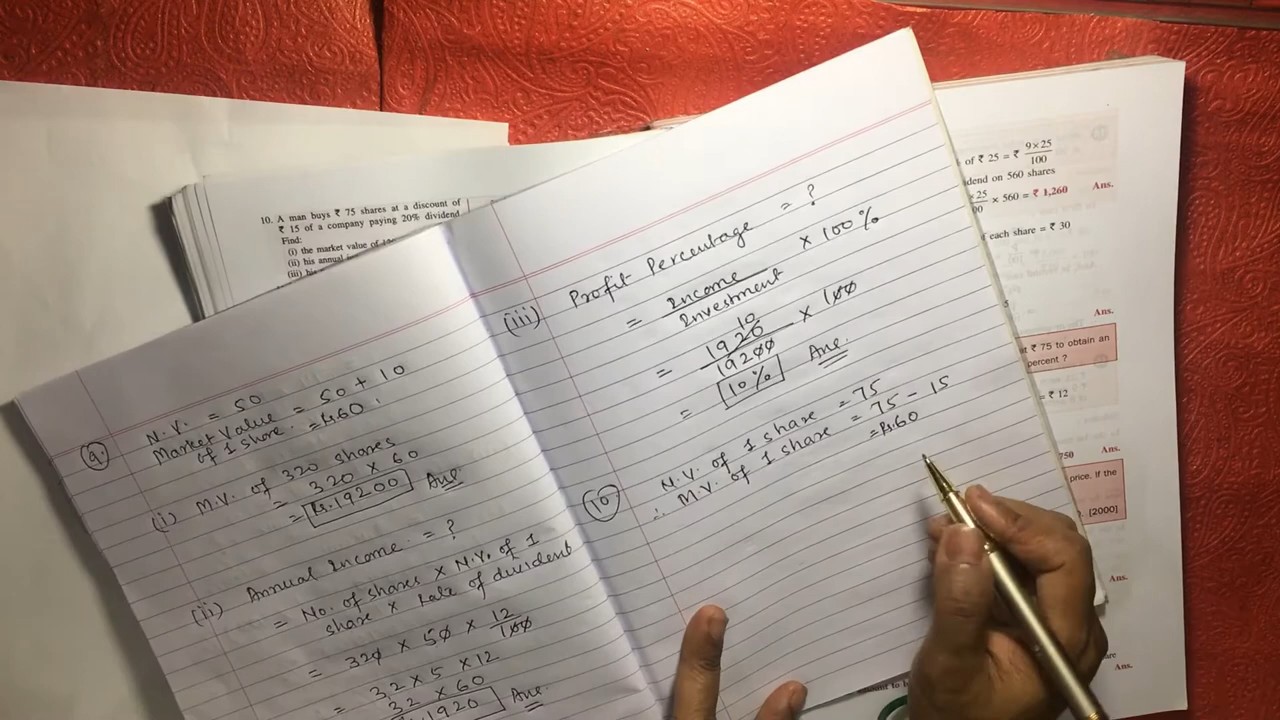 10. A man buys ₹ 75 shares at a discount of
₹ 15 of a company paying 20% dividend
Find:
(i) the market value of
(ii) his annual
(iii)
9.
N.V. = 50
Market Value = 50 + 10
of 1 share. = Rs.60.
(i) M.V. of 320 shares
= 320 × 60
= Rs.19200 Ans.
(ii) Annual Income. = ?
= No. of shares × N.V. of 1
share × Rate of divident
= 320 × 50 × 12/100
= 32 × 5 × 12
= 32 × 60
1920 Ans.
(iii) Profit Percentage = ?
= Income/Investment × 100%
= 1920/19200 × 100
10
= 10% Ans.
10
N.V. of 1 share = 75
∴ M.V. of 1 share = 75 - 15
= Rs.60
of ₹ 25 = ₹ 9×25/100
dend on 560 shares
× 560 = ₹ 1,260 Ans.
f each share = ₹ 30
Ans.
at ₹ 75 to obtain an
percent ?
= ₹ 12
750 Ans.
price. If the
[2000]
Ans.
Ans.